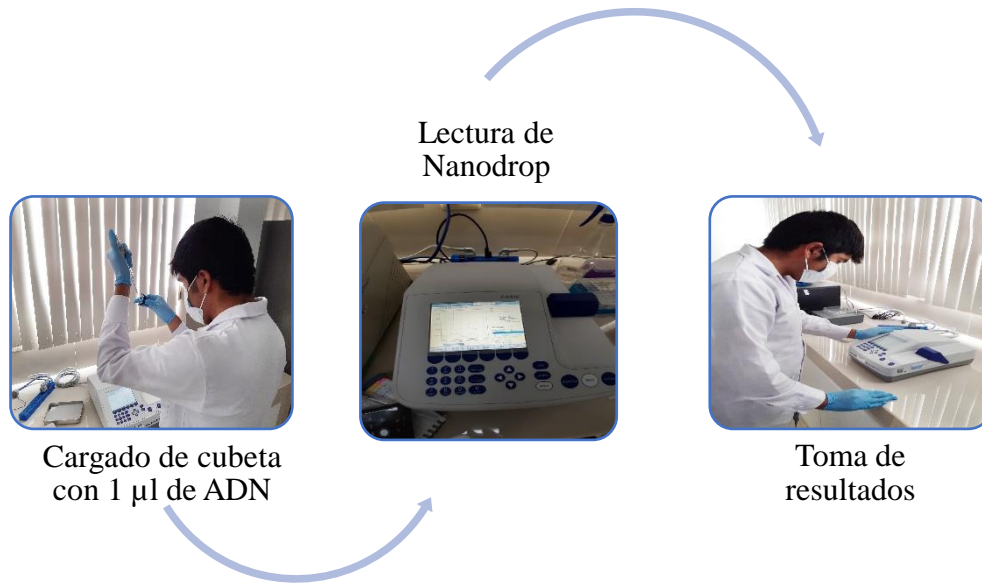 Lectura de
Nanodrop
Cargado de cubeta
con 1 µl de ADN
Toma de
resultados